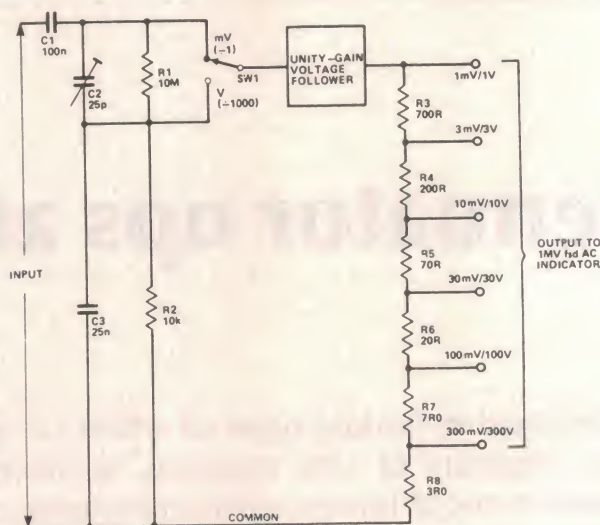 C1
100n
C2
25p
R1
10M
mV
(÷1)
SW1
V
(÷1000)
UNITY-GAIN
VOLTAGE
FOLLOWER
1mV/1V
R3
700R
3mV/3V
R4
200R
10mV/10V
R5
70R
30mV/30V
R6
20R
100mV/100V
R7
7R0
300mV/300V
R8
3R0
OUTPUT TO
1MV fsd AC
INDICATOR
INPUT
C3
25n
R2
10k
COMMON